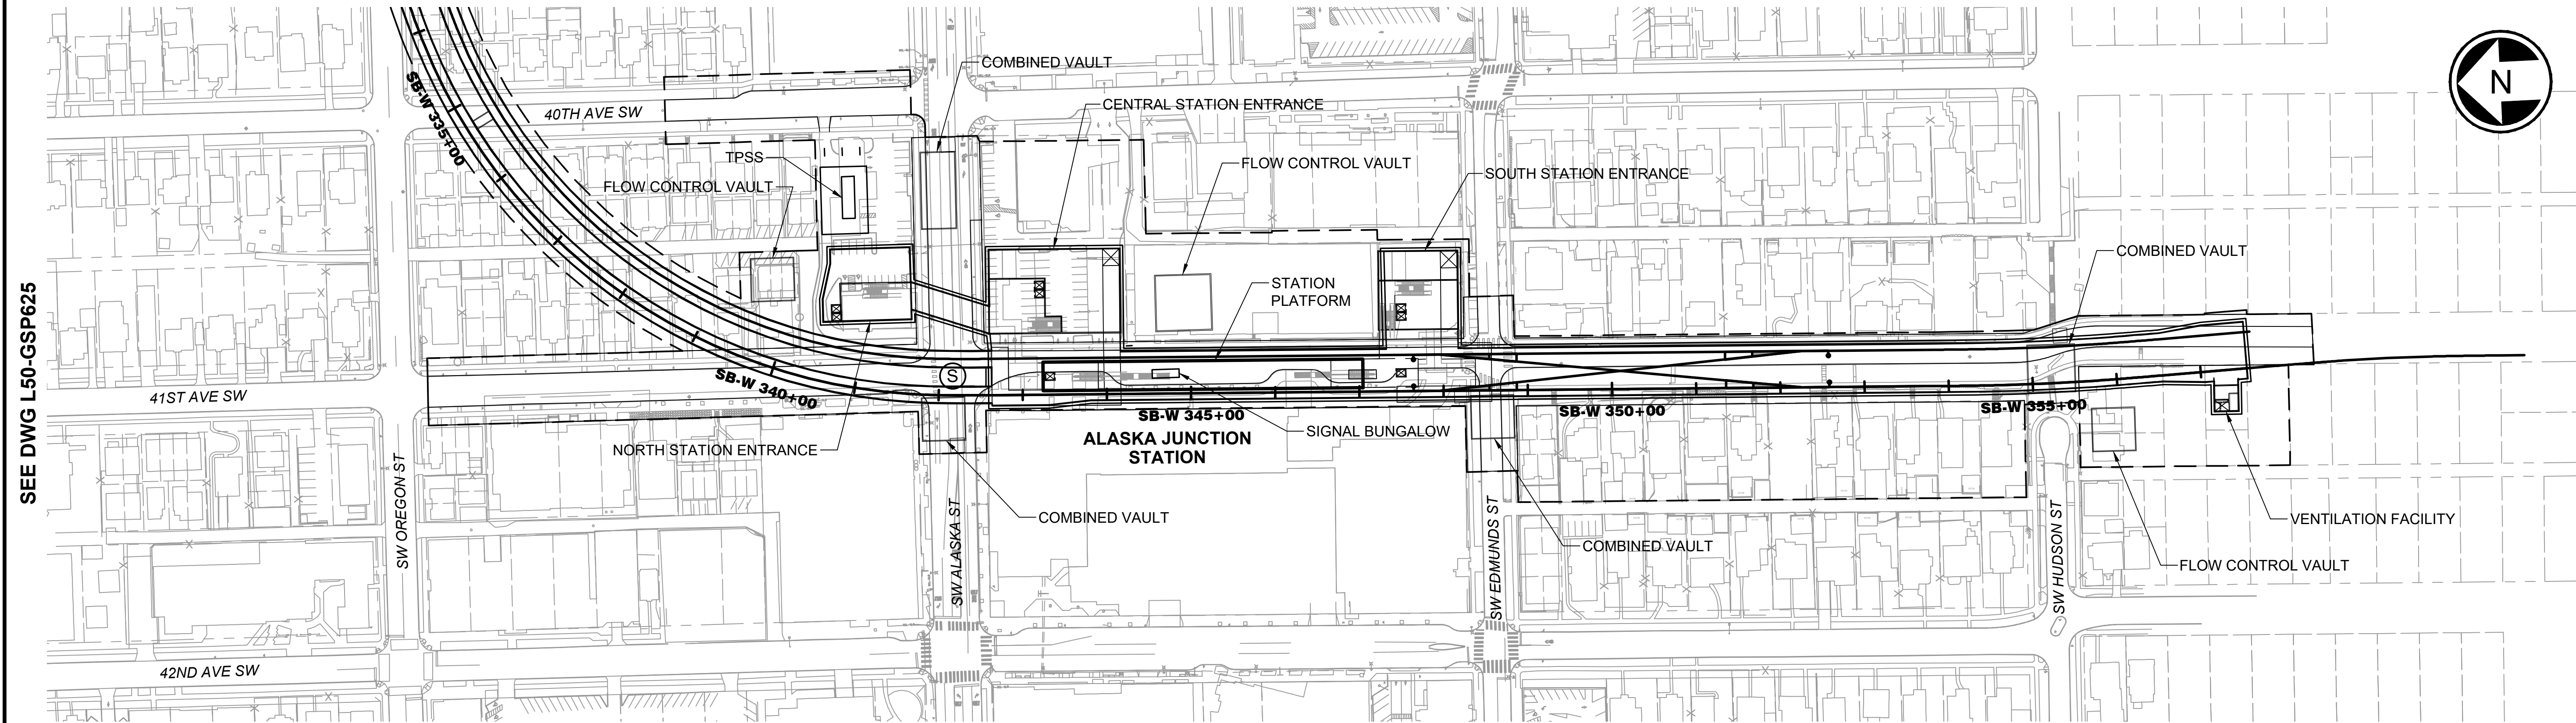 SEE DWG L50-GSP625
SB-W 335+00
40TH AVE SW
COMBINED VAULT
CENTRAL STATION ENTRANCE
TPSS
FLOW CONTROL VAULT
FLOW CONTROL VAULT
SOUTH STATION ENTRANCE
N
STATION
PLATFORM
COMBINED VAULT
41ST AVE SW
SB-W 340+00
S
SB-W 345+00
ALASKA JUNCTION
STATION
SIGNAL BUNGALOW
SB-W 350+00
SB-W 355+00
NORTH STATION ENTRANCE
SW OREGON ST
SW ALASKA ST
COMBINED VAULT
SW EDMUNDS ST
COMBINED VAULT
SW HUDSON ST
VENTILATION FACILITY
FLOW CONTROL VAULT
42ND AVE SW